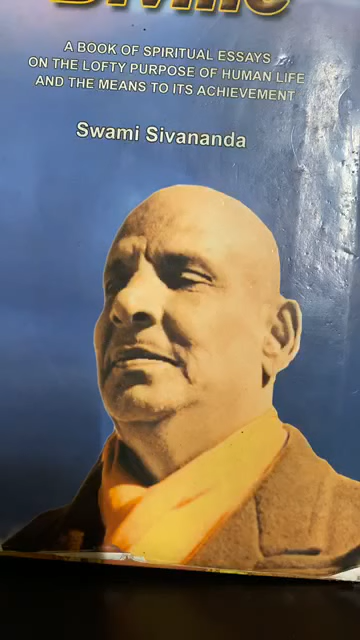 Divine
A BOOK OF SPIRITUAL ESSAYS
ON THE LOFTY PURPOSE OF HUMAN LIFE
AND THE MEANS TO ITS ACHIEVEMENT
Swami Sivananda